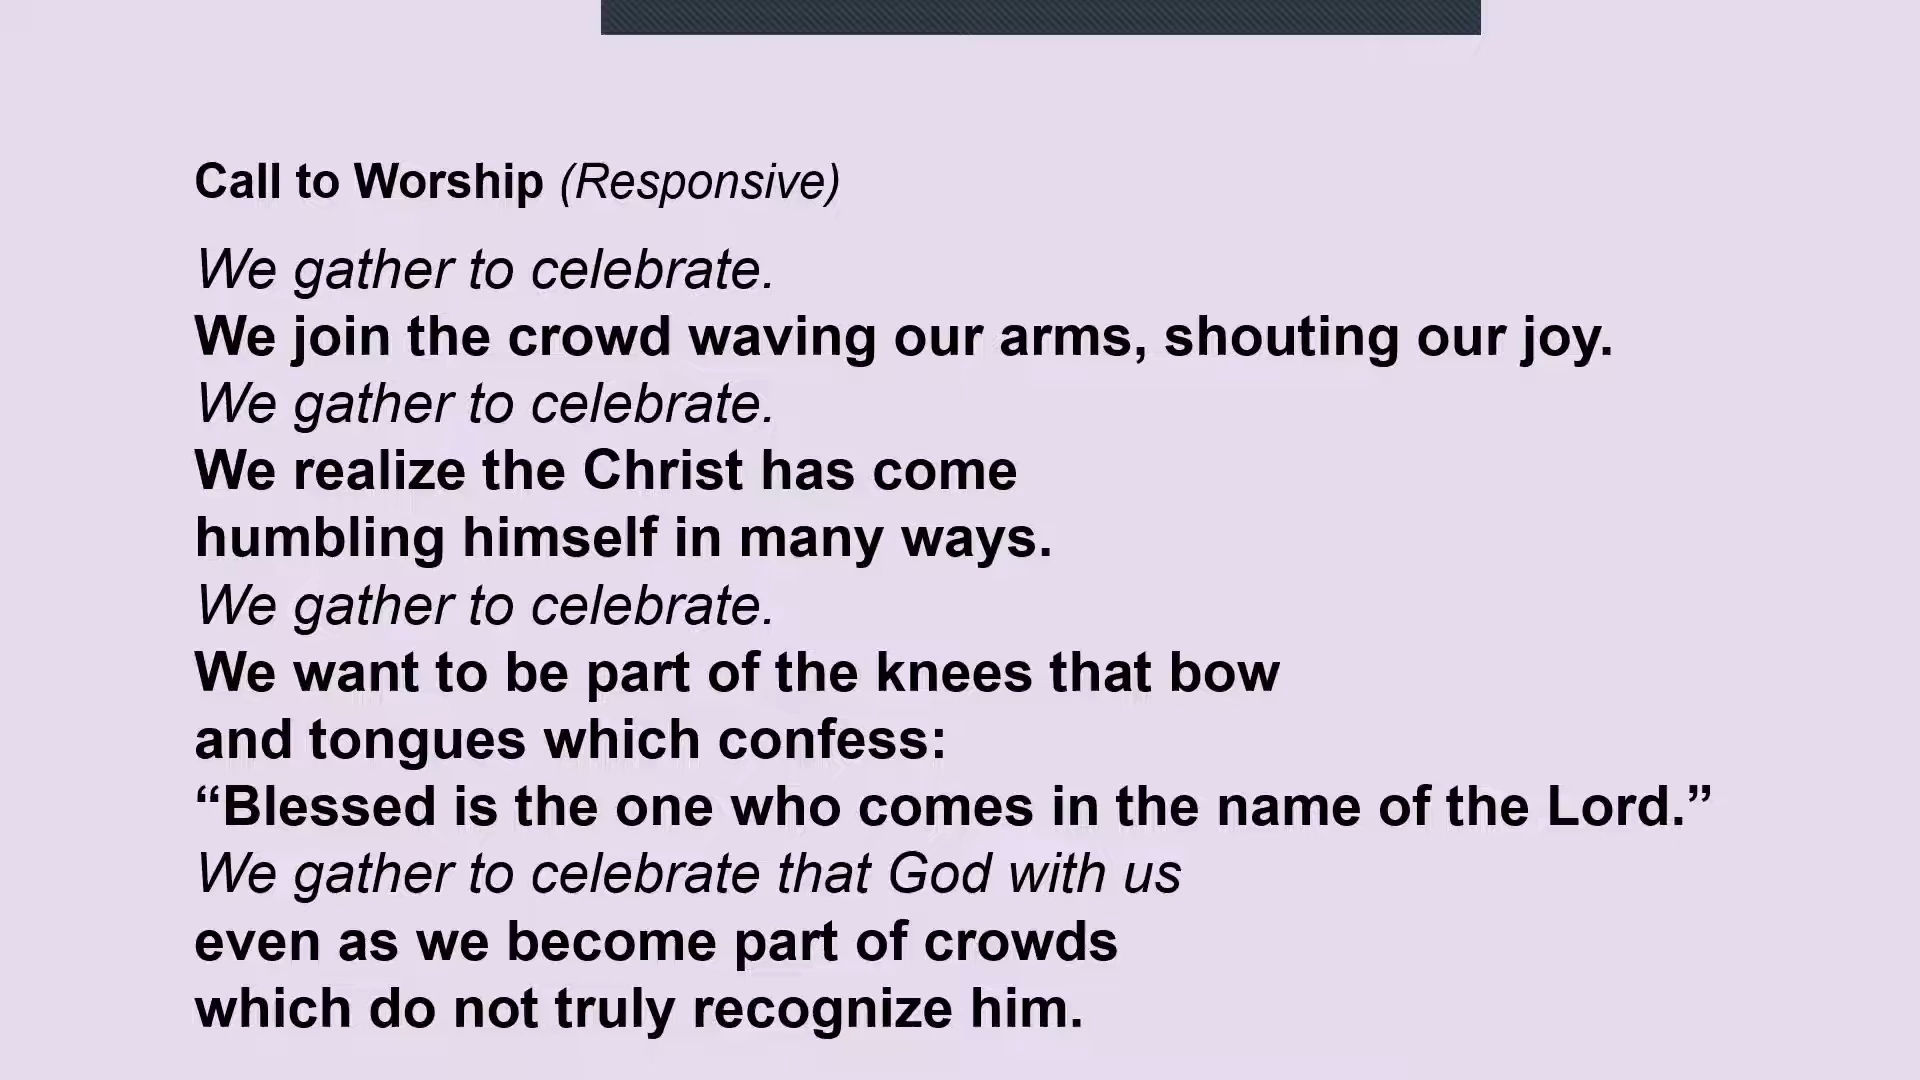 Call to Worship (Responsive)
We gather to celebrate.
We join the crowd waving our arms, shouting our joy.
We gather to celebrate.
We realize the Christ has come
humbling himself in many ways.
We gather to celebrate.
We want to be part of the knees that bow
and tongues which confess:
“Blessed is the one who comes in the name of the Lord.”
We gather to celebrate that God with us
even as we become part of crowds
which do not truly recognize him.